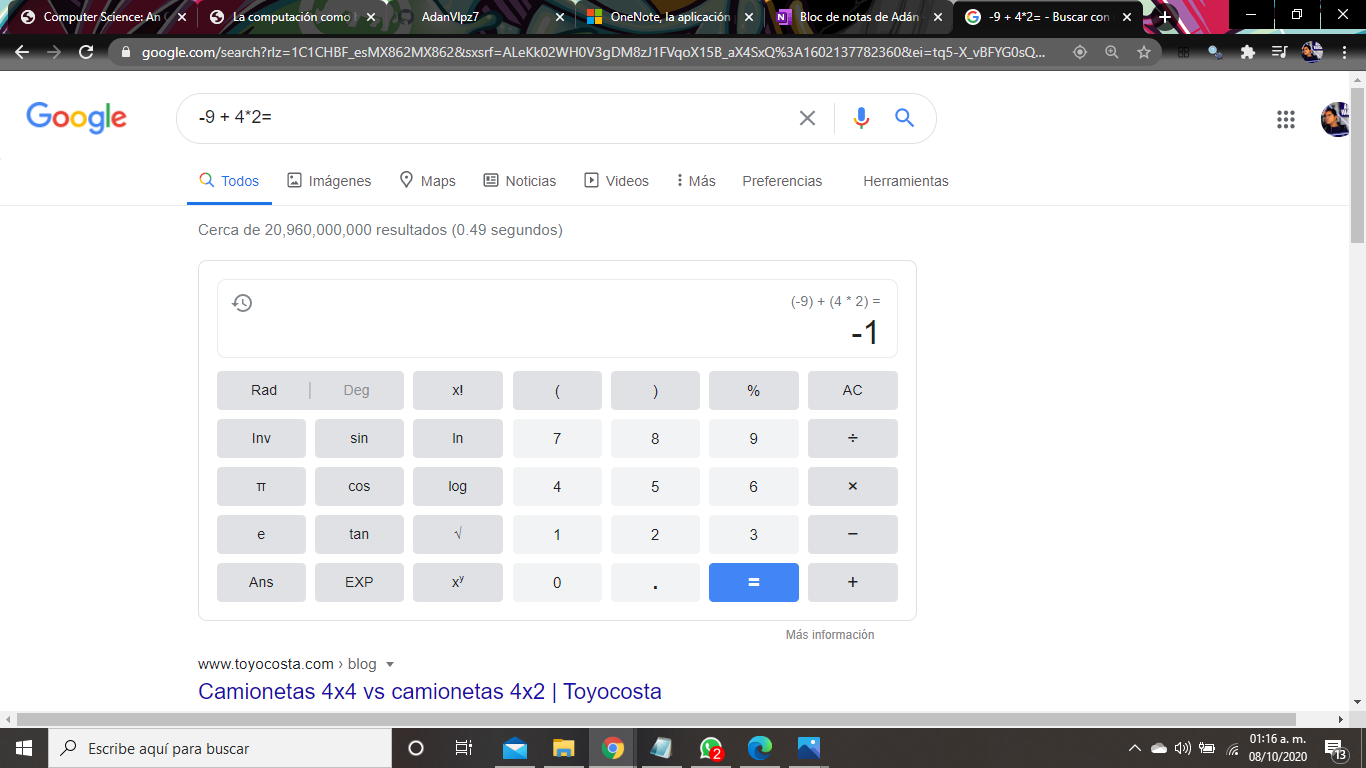 Computer Science: An
La computación como l
AdanVlpz7
OneNote, la aplicación
Bloc de notas de Adán
-9 + 4*2= - Buscar con
google.com/search?rlz=1C1CHBF_esMX862MX862&sxsrf=ALeKk02WH0V3gDM8zJ1FVqoX15B_aX4SxQ%3A1602137782360&ei=tq5-X_vBFYG0sQ...
Google
-9 + 4*2=
Todos
Imágenes
Maps
Noticias
Videos
Más
Preferencias
Herramientas
Cerca de 20,960,000,000 resultados (0.49 segundos)
(-9) + (4 * 2) =
-1
Rad | Deg x! ( ) % AC
Inv sin ln 7 8 9 ÷
π cos log 4 5 6 ×
e tan √ 1 2 3 −
Ans EXP xʸ 0 . = +
Más información
www.toyocosta.com › blog
Camionetas 4x4 vs camionetas 4x2 | Toyocosta
Escribe aquí para buscar
2
01:16 a. m.
08/10/2020
13